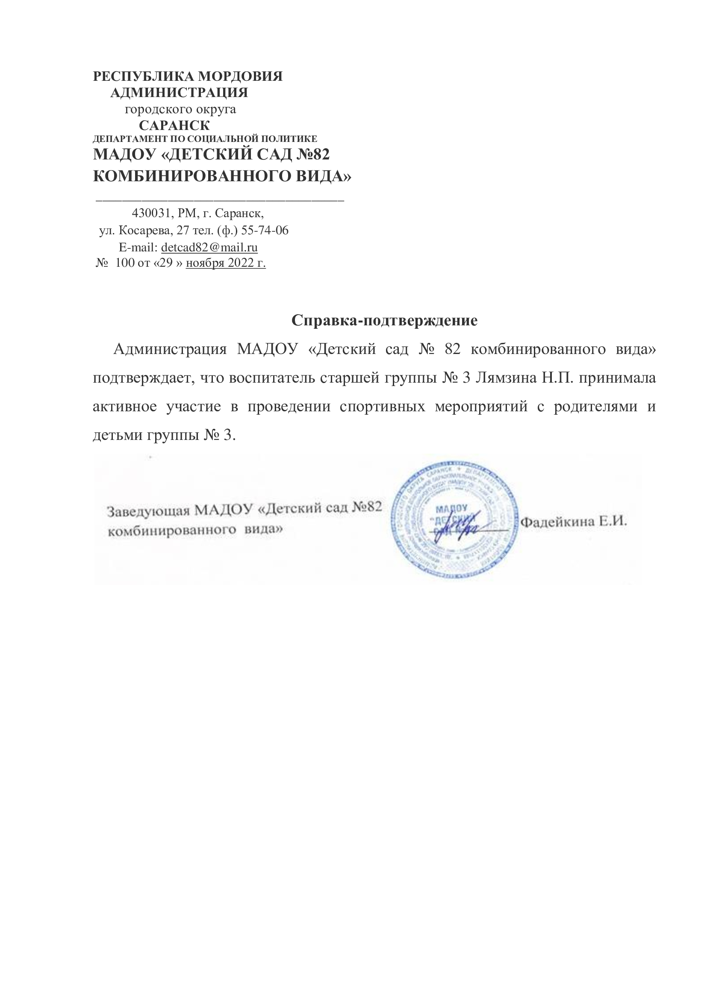 РЕСПУБЛИКА МОРДОВИЯ
АДМИНИСТРАЦИЯ
городского округа
САРАНСК
ДЕПАРТАМЕНТ ПО СОЦИАЛЬНОЙ ПОЛИТИКЕ
МАДОУ «ДЕТСКИЙ САД №82
КОМБИНИРОВАННОГО ВИДА»
______________________________________
430031, РМ, г. Саранск,
ул. Косарева, 27 тел. (ф.) 55-74-06
E-mail: detcad82@mail.ru
№ 100 от «29 » ноября 2022 г.
Справка-подтверждение
Администрация МАДОУ «Детский сад № 82 комбинированного вида»
подтверждает, что воспитатель старшей группы № 3 Лямзина Н.П. принимала
активное участие в проведении спортивных мероприятий с родителями и
детьми группы № 3.
Заведующая МАДОУ «Детский сад №82
комбинированного вида»
ОКРУГА САРАНСК * ДЕПАРТАМЕНТ
МАДОУ
"ДЕТСКИЙ
САД
Фадейкина Е.И.